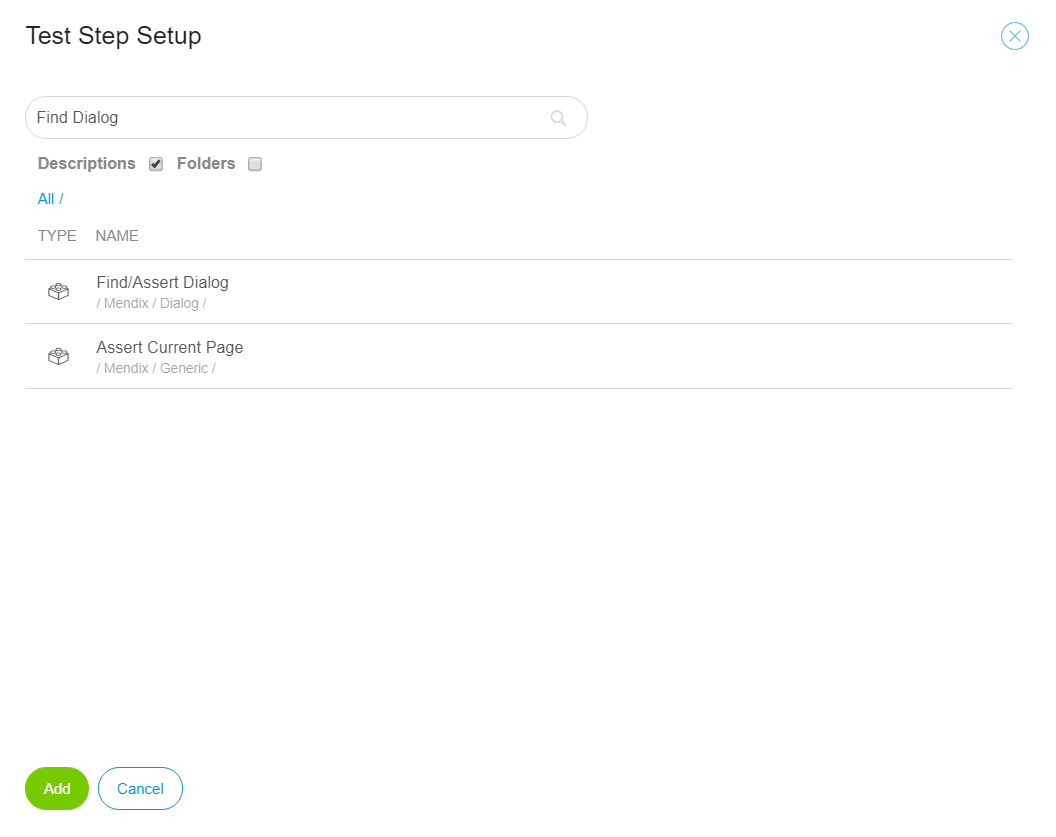 Test Step Setup
Find Dialog
Descriptions Folders
All /
TYPE NAME
Find/Assert Dialog
/ Mendix / Dialog /
Assert Current Page
/ Mendix / Generic /
Add Cancel